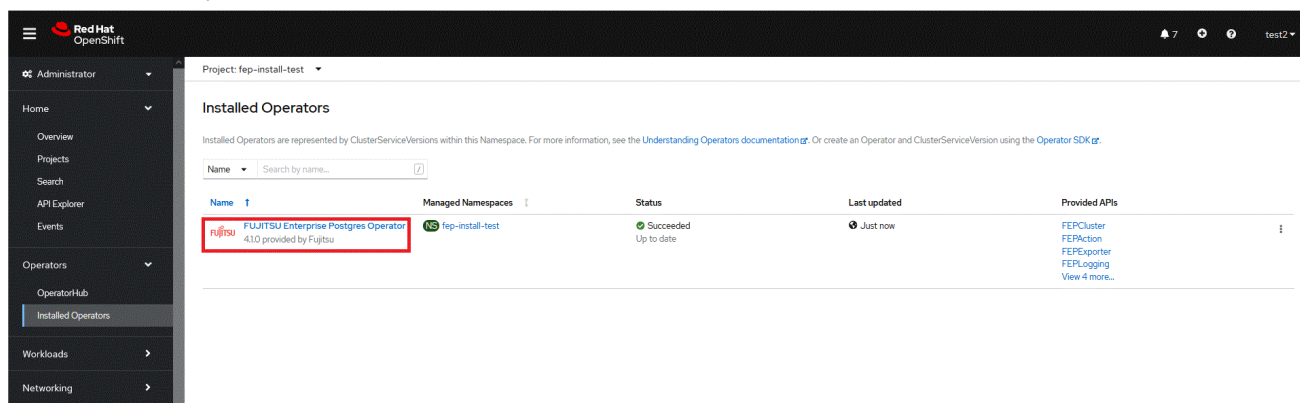 Red Hat
OpenShift
7
test2
Administrator
Project: fep-install-test
Home
Overview
Projects
Search
API Explorer
Events
Operators
OperatorHub
Installed Operators
Workloads
Networking
Installed Operators
Installed Operators are represented by ClusterServiceVersions within this Namespace. For more information, see the Understanding Operators documentation. Or create an Operator and ClusterServiceVersion using the Operator SDK.
Name Search by name... /
Name Managed Namespaces Status Last updated Provided APIs
FUJITSU FUJITSU Enterprise Postgres Operator NS fep-install-test Succeeded Just now FEPCluster
4.1.0 provided by Fujitsu Up to date FEPAction
FEPExporter
FEPLogging
View 4 more...